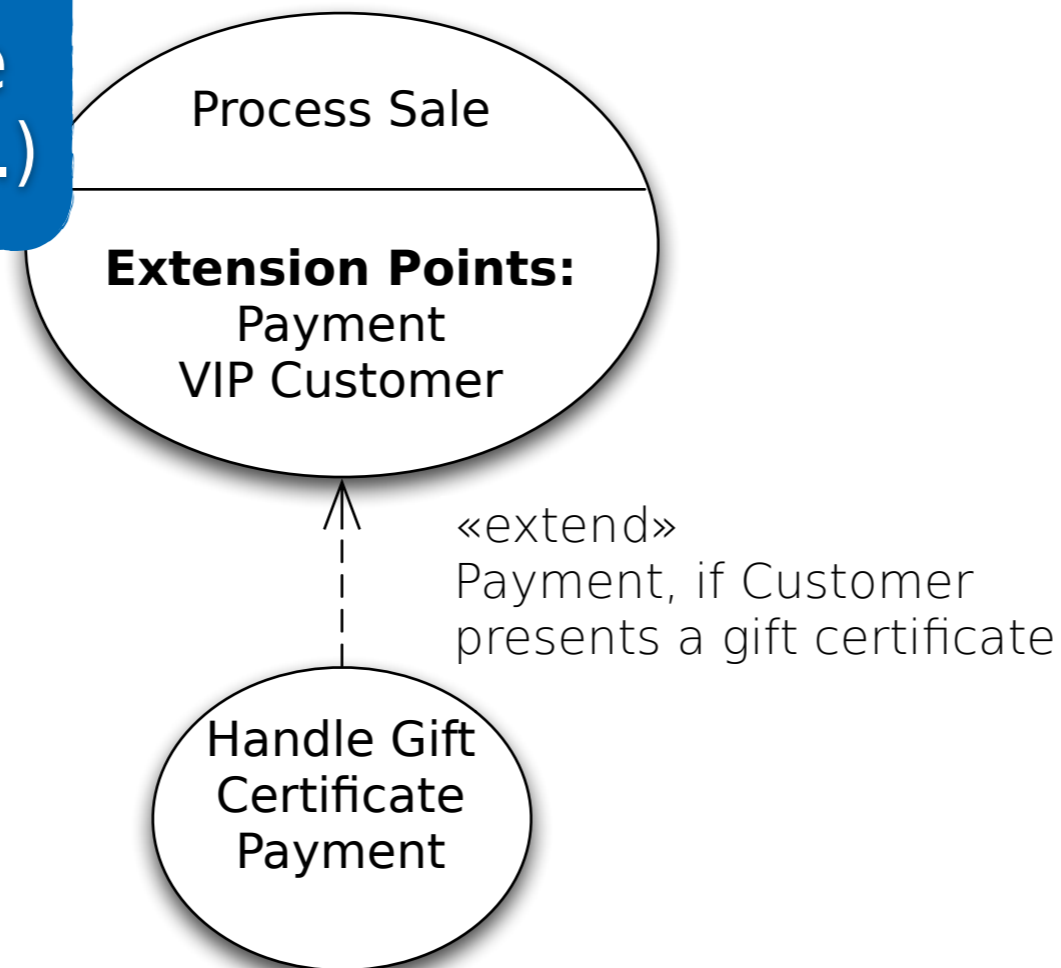 .)
Process Sale
Extension Points:
Payment
VIP Customer
«extend»
Payment, if Customer
presents a gift certificate
Handle Gift
Certificate
Payment